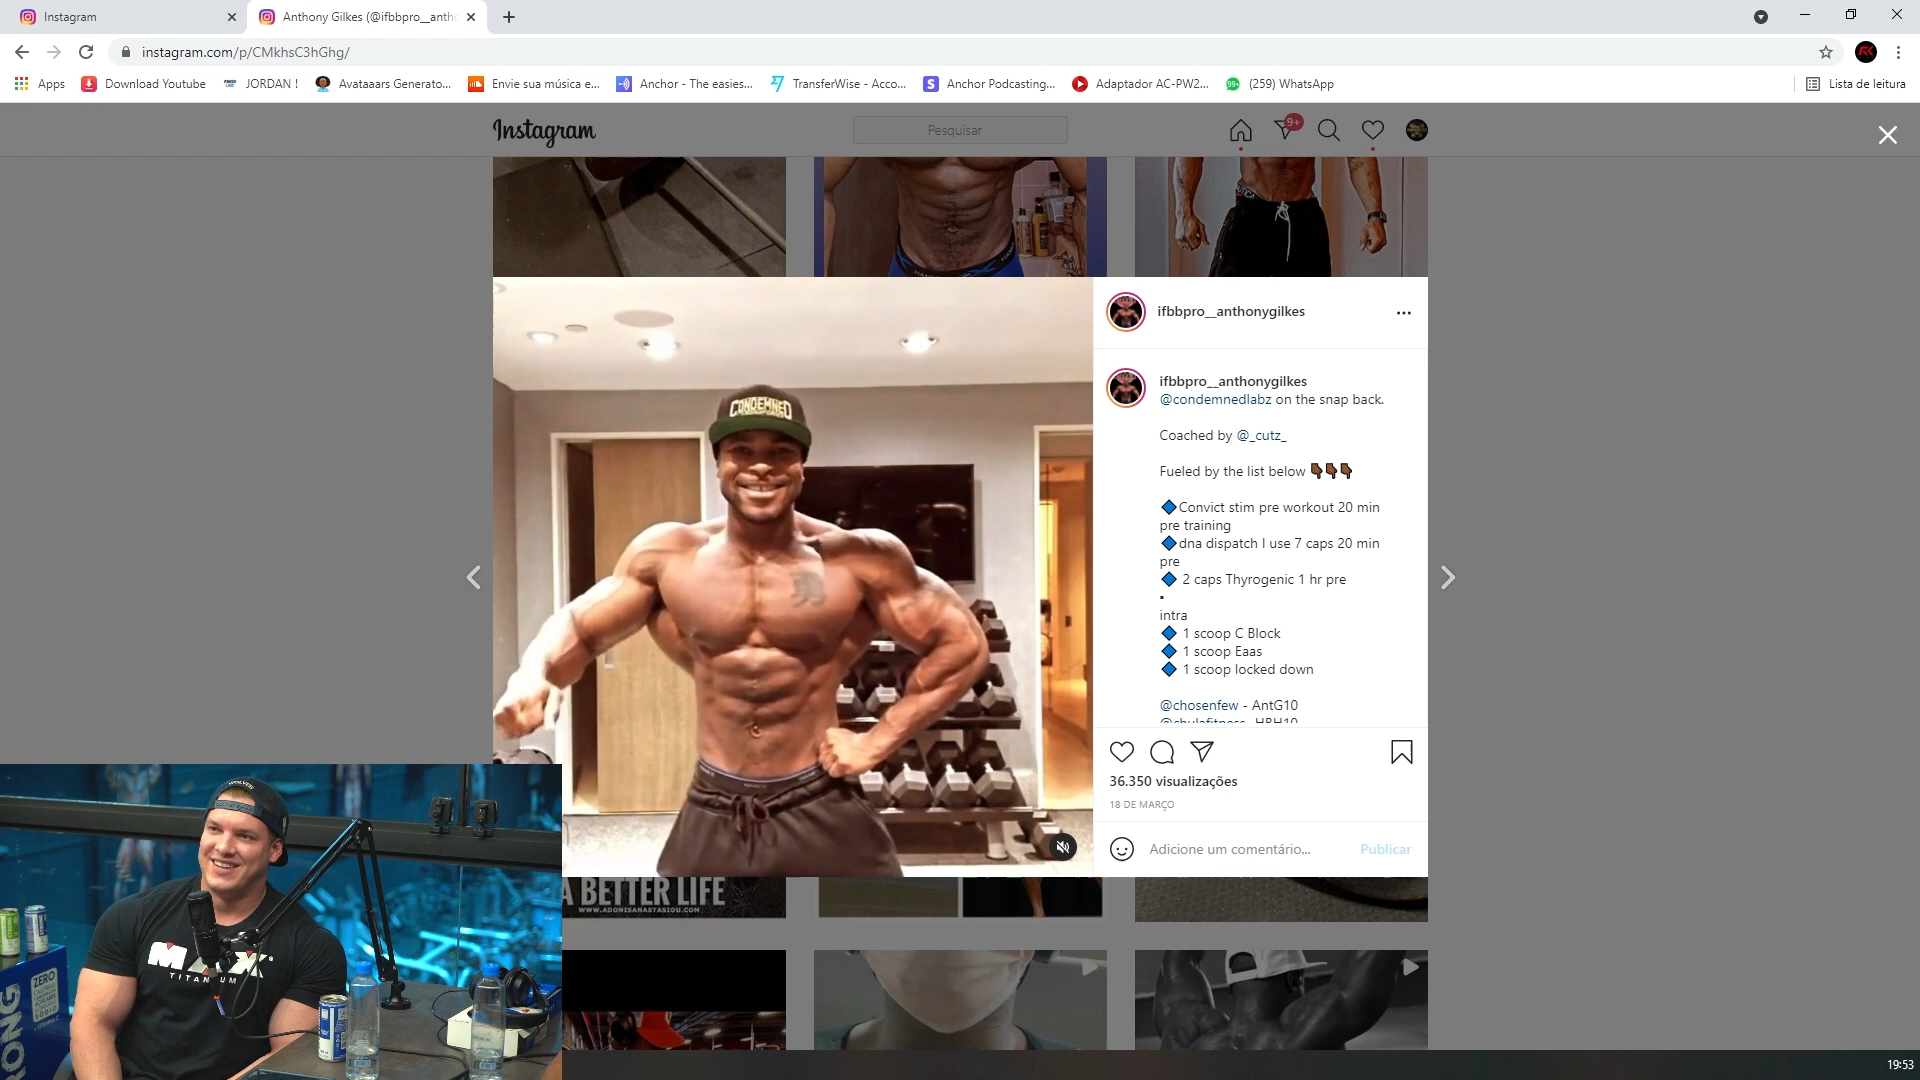 Instagram
Anthony Gilkes (@ifbbpro__antho
instagram.com/p/CMkhsC3hGhg/
Apps
Download Youtube
JORDAN !
Avataaars Generato...
Envie sua música e...
Anchor - The easies...
TransferWise - Acco...
Anchor Podcasting...
Adaptador AC-PW2...
(259) WhatsApp
Lista de leitura
Instagram
Pesquisar
9+
CONDEMNED
ifbbpro__anthonygilkes
ifbbpro__anthonygilkes
@condemnedlabz on the snap back.
Coached by @_cutz_
Fueled by the list below 👇🏿👇🏿👇🏿
🔷Convict stim pre workout 20 min
pre training
🔷dna dispatch I use 7 caps 20 min
pre
🔷 2 caps Thyrogenic 1 hr pre
▪
intra
🔷 1 scoop C Block
🔷 1 scoop Eaas
🔷 1 scoop locked down
@chosenfew - AntG10
36.350 visualizações
18 DE MARÇO
Adicione um comentário...
Publicar
A BETTER LIFE
WWW.ADONISANASTASIOU.COM
MAX
TITANIUM
ZERO
19:53